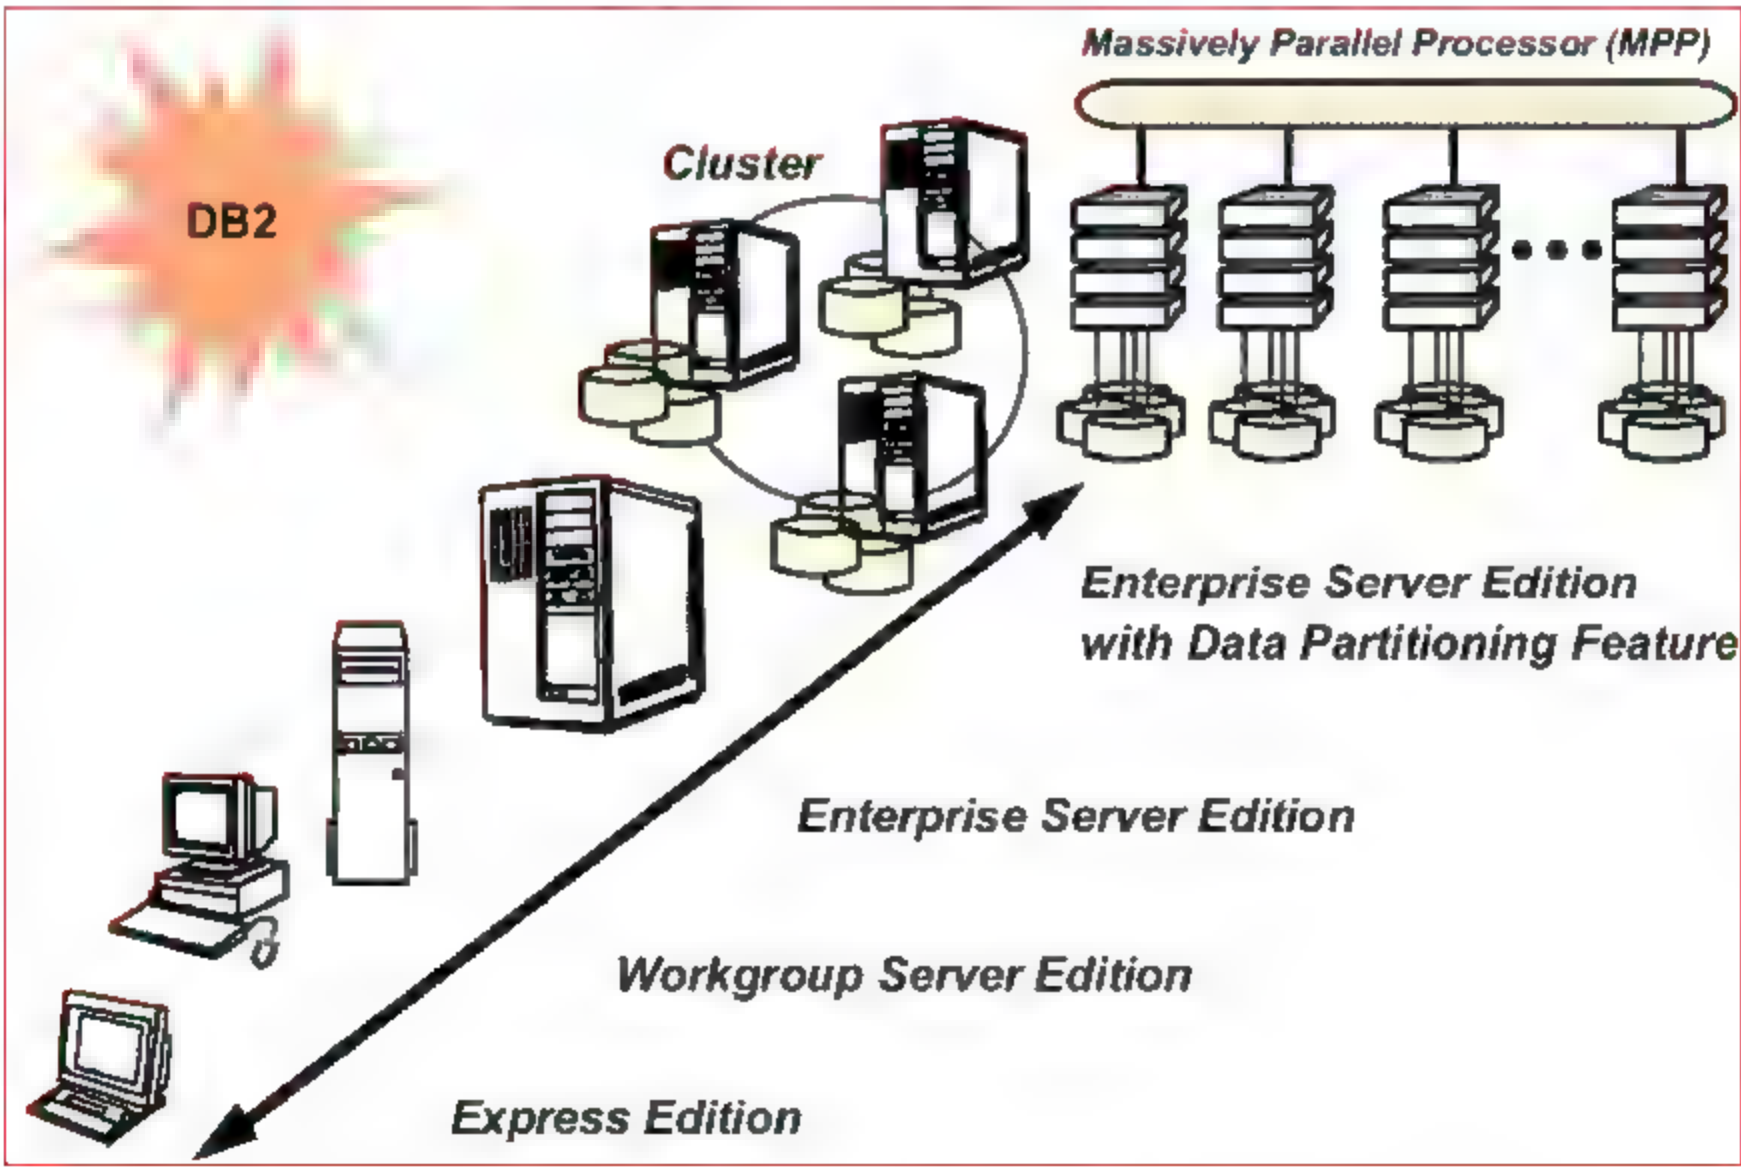 Massively Parallel Processor (MPP)
Cluster
DB2
Enterprise Server Edition
with Data Partitioning Feature
Enterprise Server Edition
Workgroup Server Edition
Express Edition